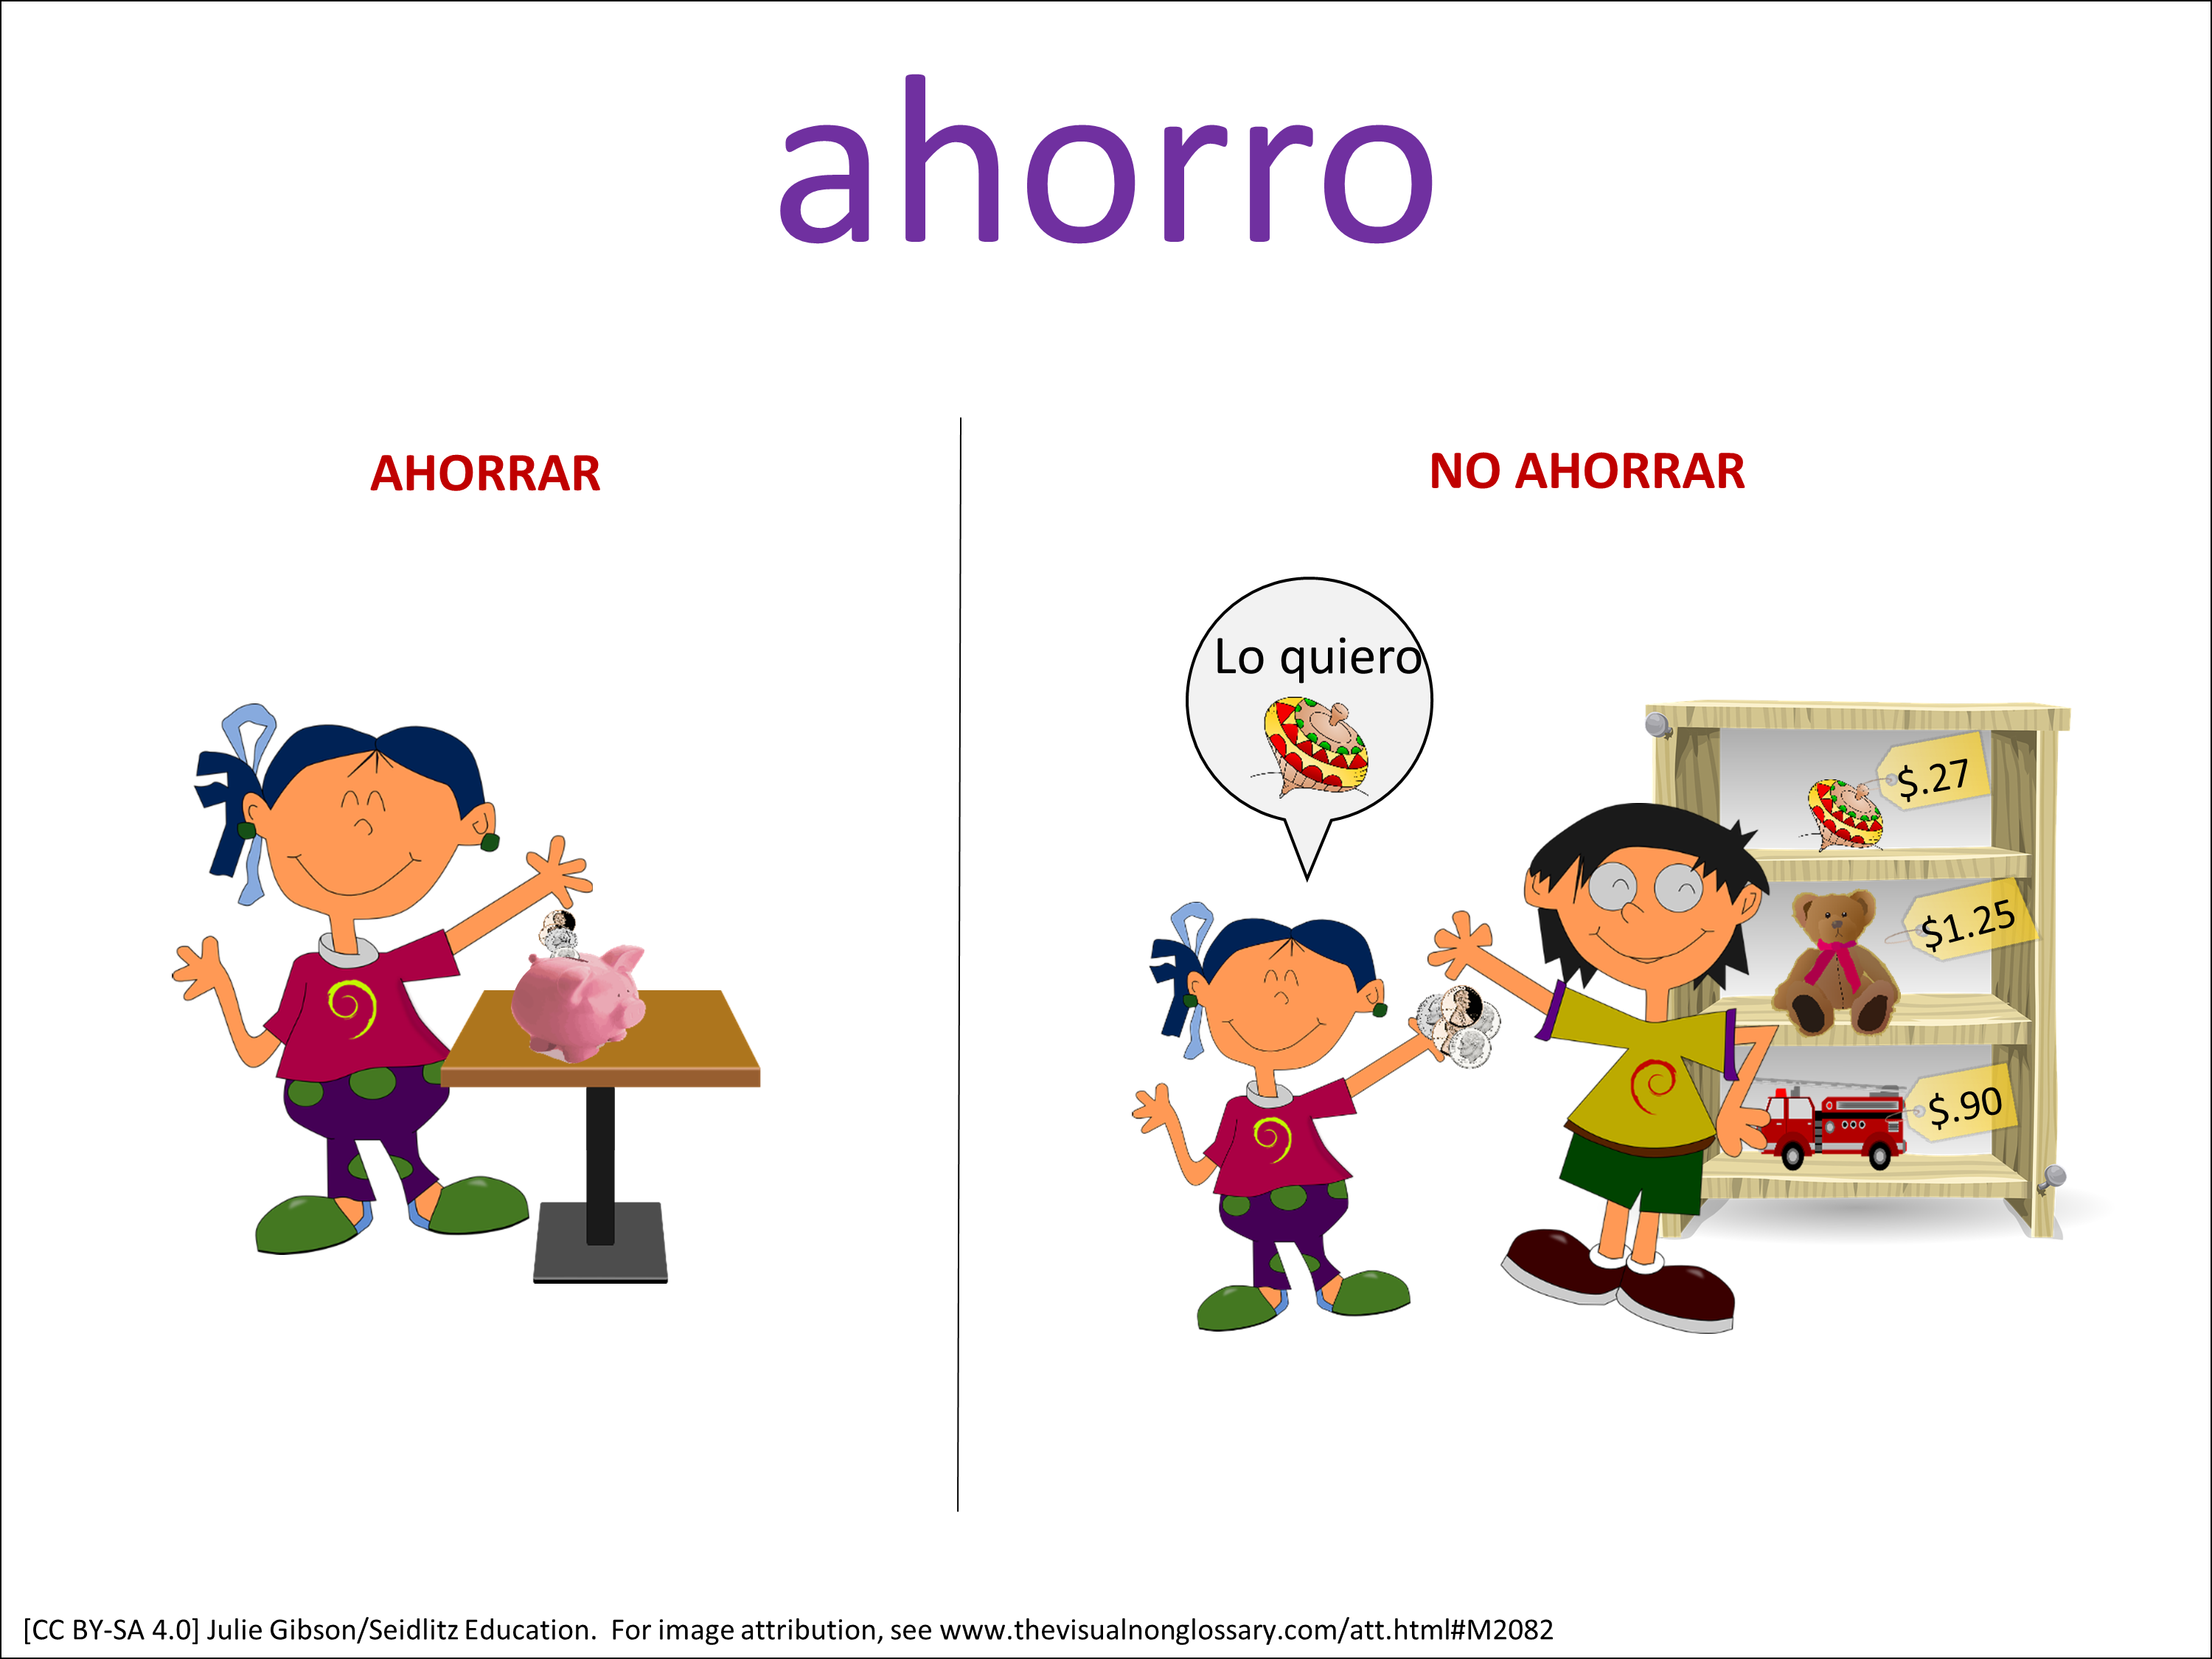 ahorro
AHORRAR
NO AHORRAR
Lo quiero
$.27
$1.25
$.90
[CC BY-SA 4.0] Julie Gibson/Seidlitz Education.  For image attribution, see www.thevisualnonglossary.com/att.html#M2082